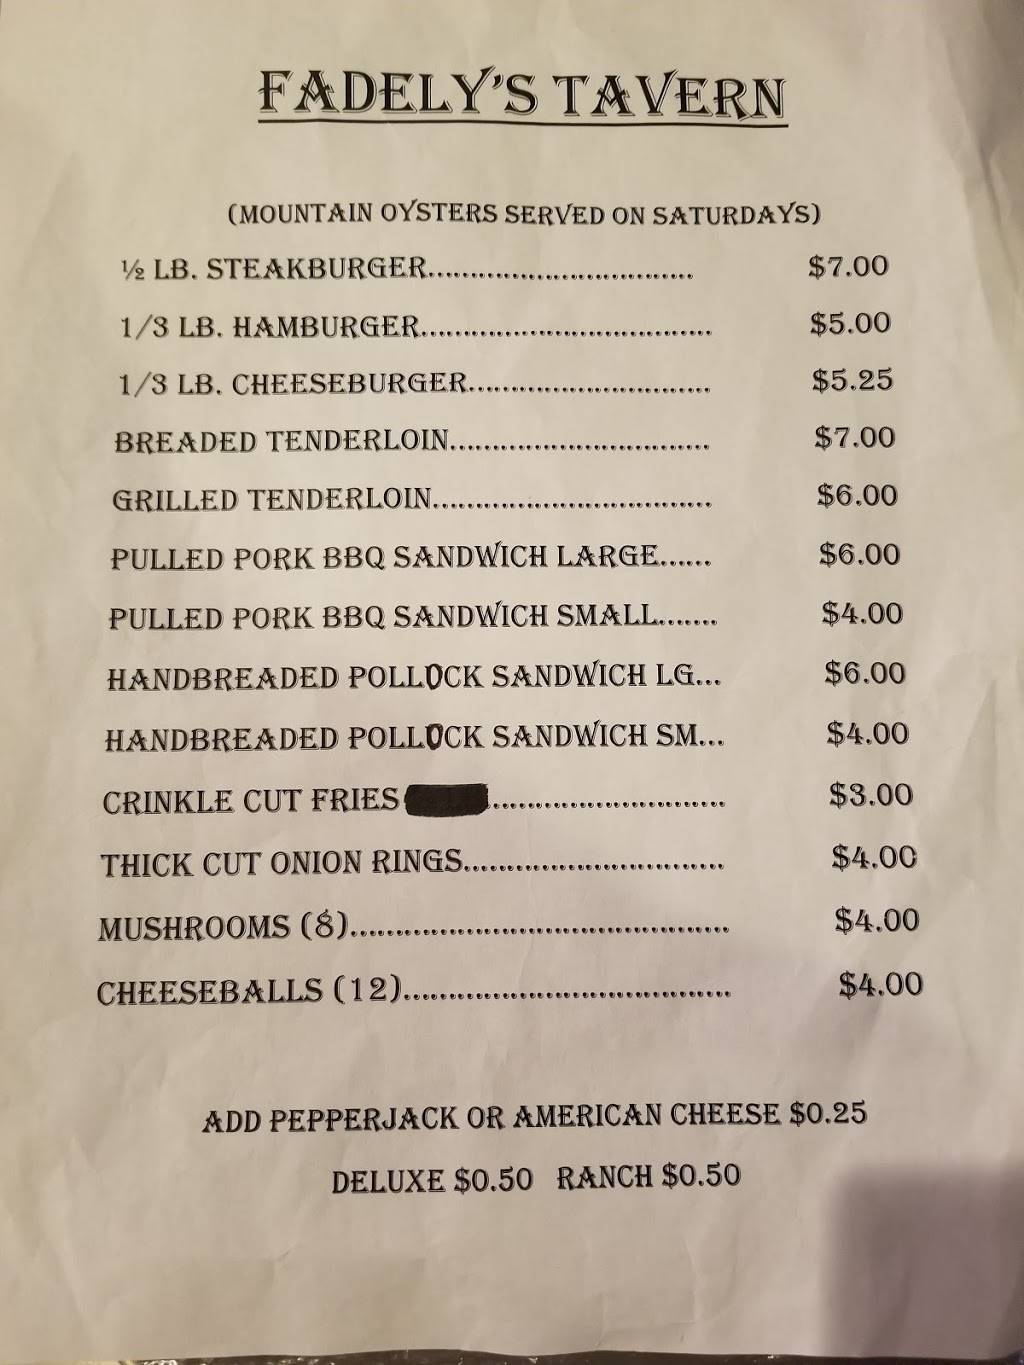 FADELY'S TAVERN
(MOUNTAIN OYSTERS SERVED ON SATURDAYS)
½ LB. STEAKBURGER............................... $7.00
1/3 LB. HAMBURGER.................................. $5.00
1/3 LB. CHEESEBURGER............................ $5.25
BREADED TENDERLOIN............................... $7.00
GRILLED TENDERLOIN................................. $6.00
PULLED PORK BBQ SANDWICH LARGE...... $6.00
PULLED PORK BBQ SANDWICH SMALL....... $4.00
HANDBREADED POLLOCK SANDWICH LG... $6.00
HANDBREADED POLLOCK SANDWICH SM... $4.00
CRINKLE CUT FRIES ........................... $3.00
THICK CUT ONION RINGS.............................. $4.00
MUSHROOMS (8)........................................... $4.00
CHEESEBALLS (12)..................................... $4.00
ADD PEPPERJACK OR AMERICAN CHEESE $0.25
DELUXE $0.50 RANCH $0.50